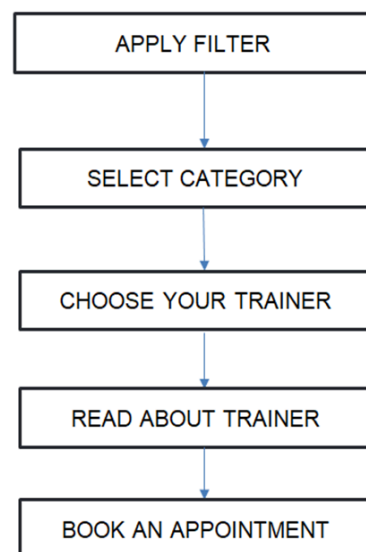 APPLY FILTER
SELECT CATEGORY
CHOOSE YOUR TRAINER
READ ABOUT TRAINER
BOOK AN APPOINTMENT